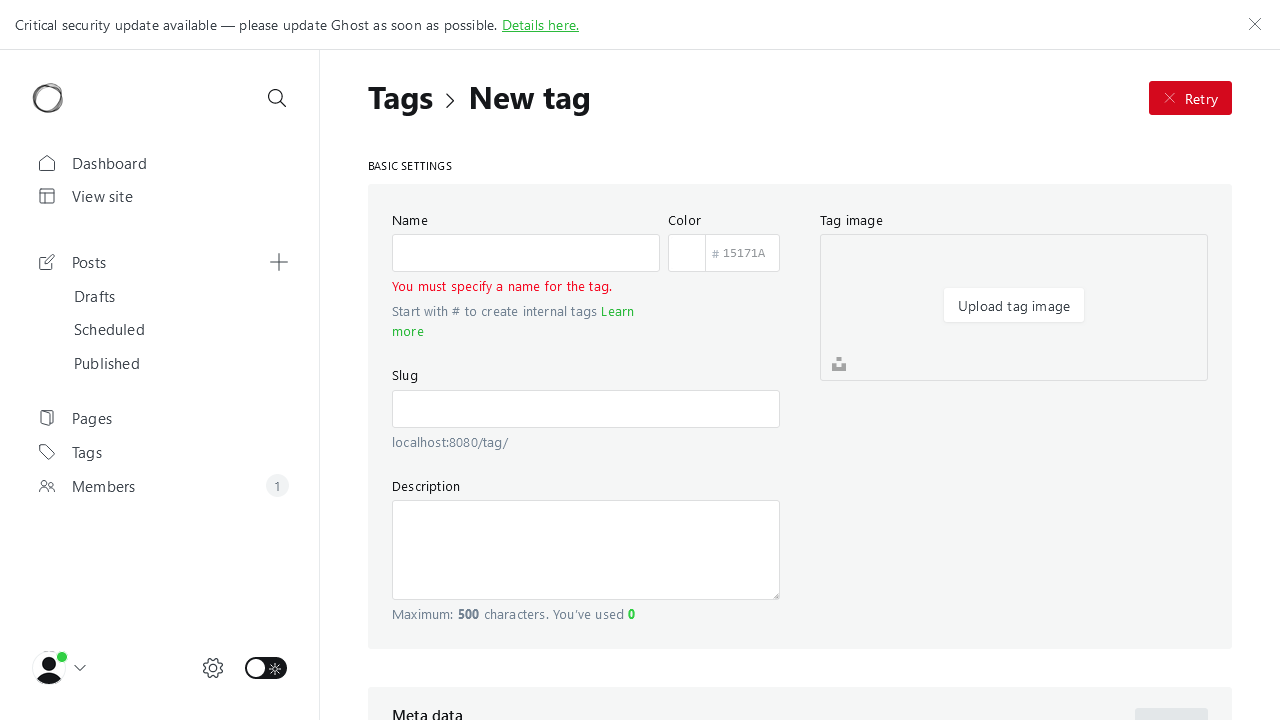 Critical security update available — please update Ghost as soon as possible. Details here.
Dashboard
View site
Posts
Drafts
Scheduled
Published
Pages
Tags
Members
1
Tags
New tag
Retry
BASIC SETTINGS
Name
Color
# 15171A
You must specify a name for the tag.
Start with # to create internal tags Learn
more
Slug
localhost:8080/tag/
Description
Maximum: 500 characters. You've used 0
Tag image
Upload tag image
Meta data